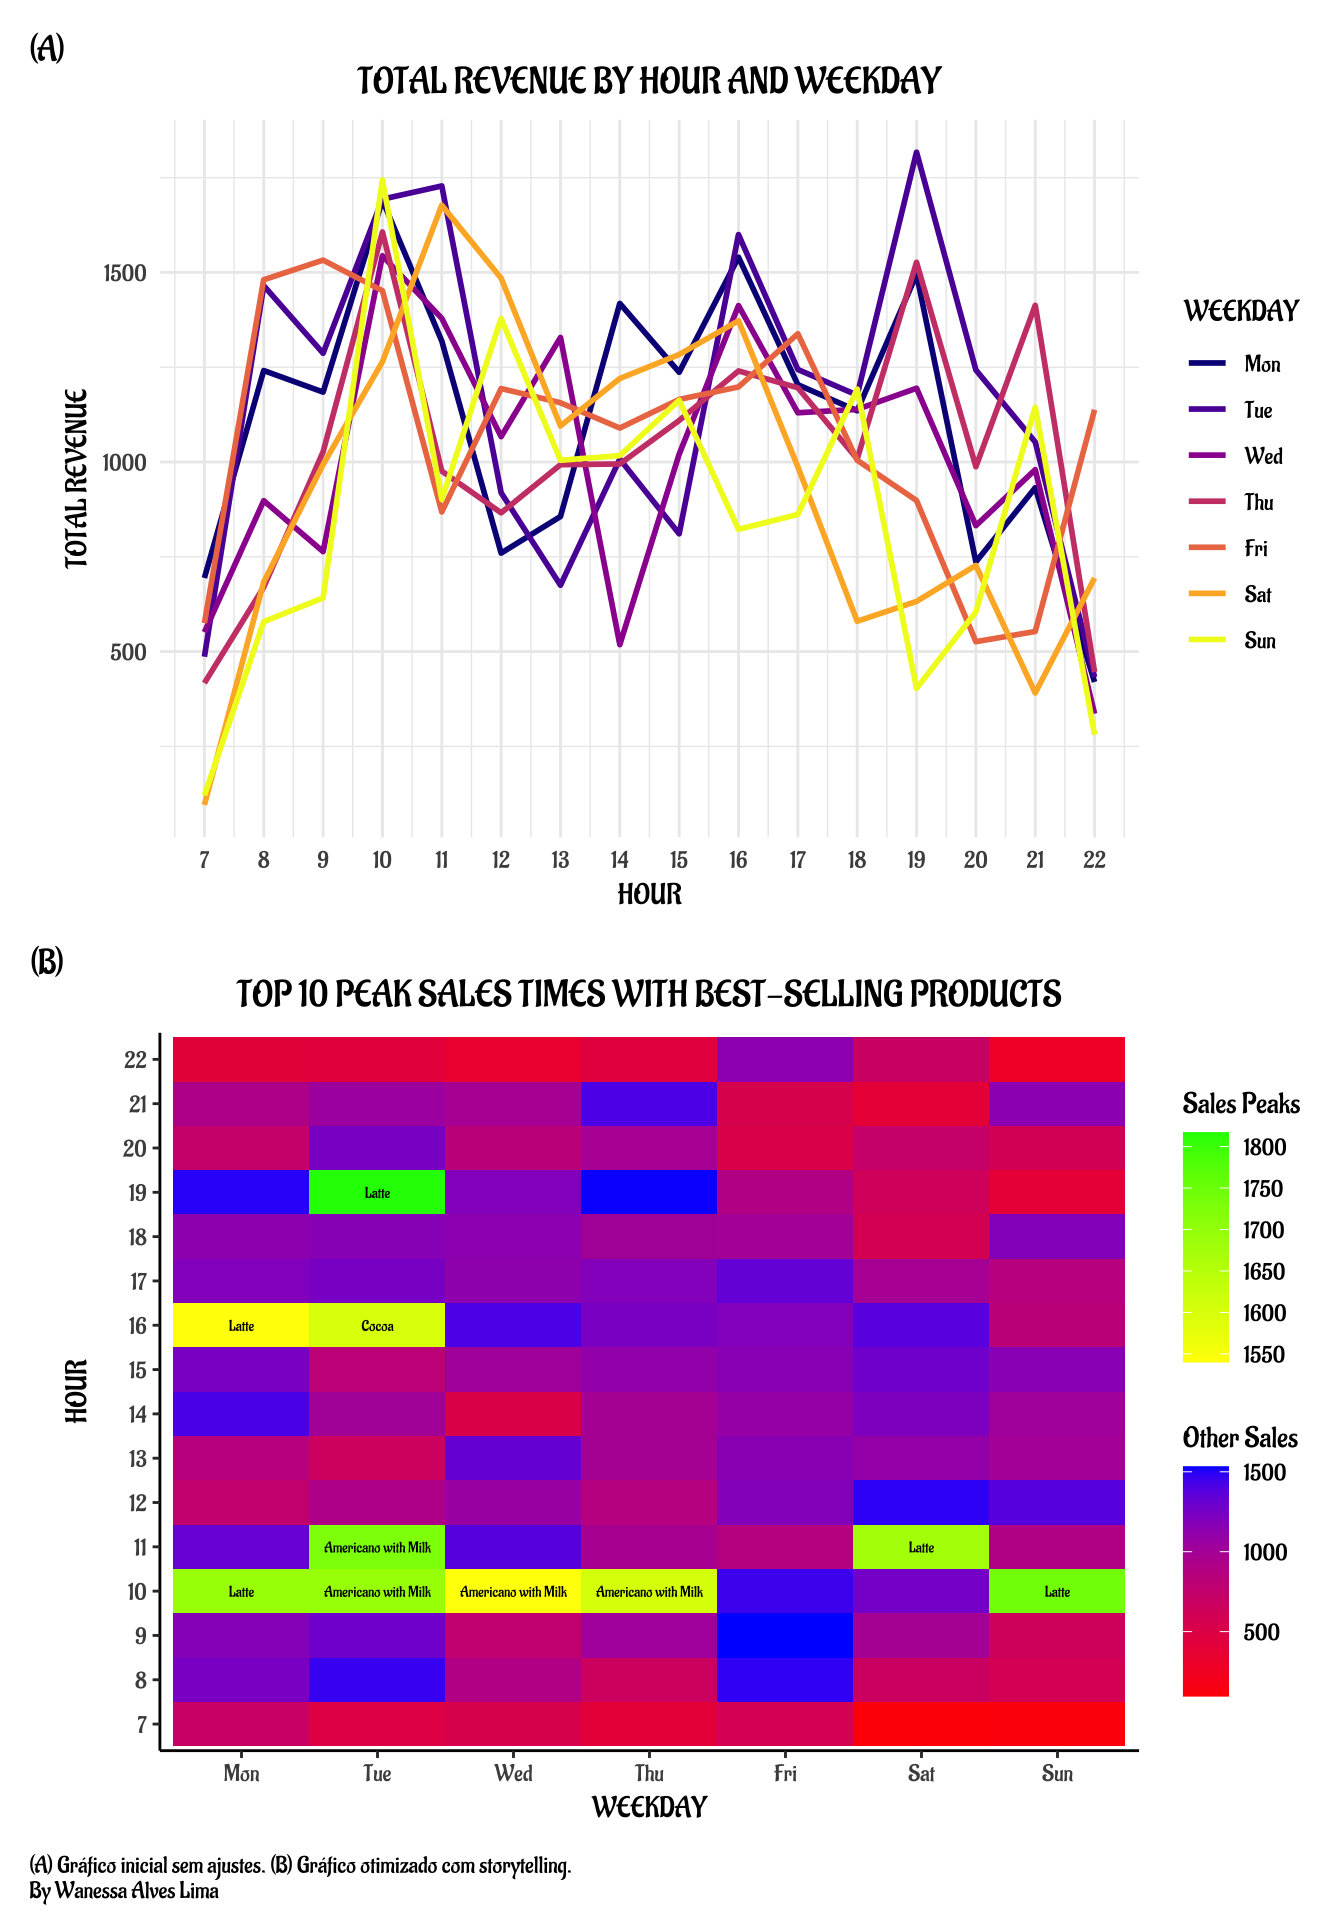 (A)
TOTAL REVENUE BY HOUR AND WEEKDAY
TOTAL REVENUE
1500
1000
500
7 8 9 10 11 12 13 14 15 16 17 18 19 20 21 22
HOUR
WEEKDAY
Mon
Tue
Wed
Thu
Fri
Sat
Sun
(B)
TOP 10 PEAK SALES TIMES WITH BEST-SELLING PRODUCTS
HOUR
22
21
20
19 Latte
18
17
16 Latte Cocoa
15
14
13
12
11 Americano with Milk Latte
10 Latte Americano with Milk Americano with Milk Americano with Milk Latte
9
8
7
Mon Tue Wed Thu Fri Sat Sun
WEEKDAY
Sales Peaks
1800
1750
1700
1650
1600
1550
Other Sales
1500
1000
500
(A) Gráfico inicial sem ajustes. (B) Gráfico otimizado com storytelling.
By Wanessa Alves Lima